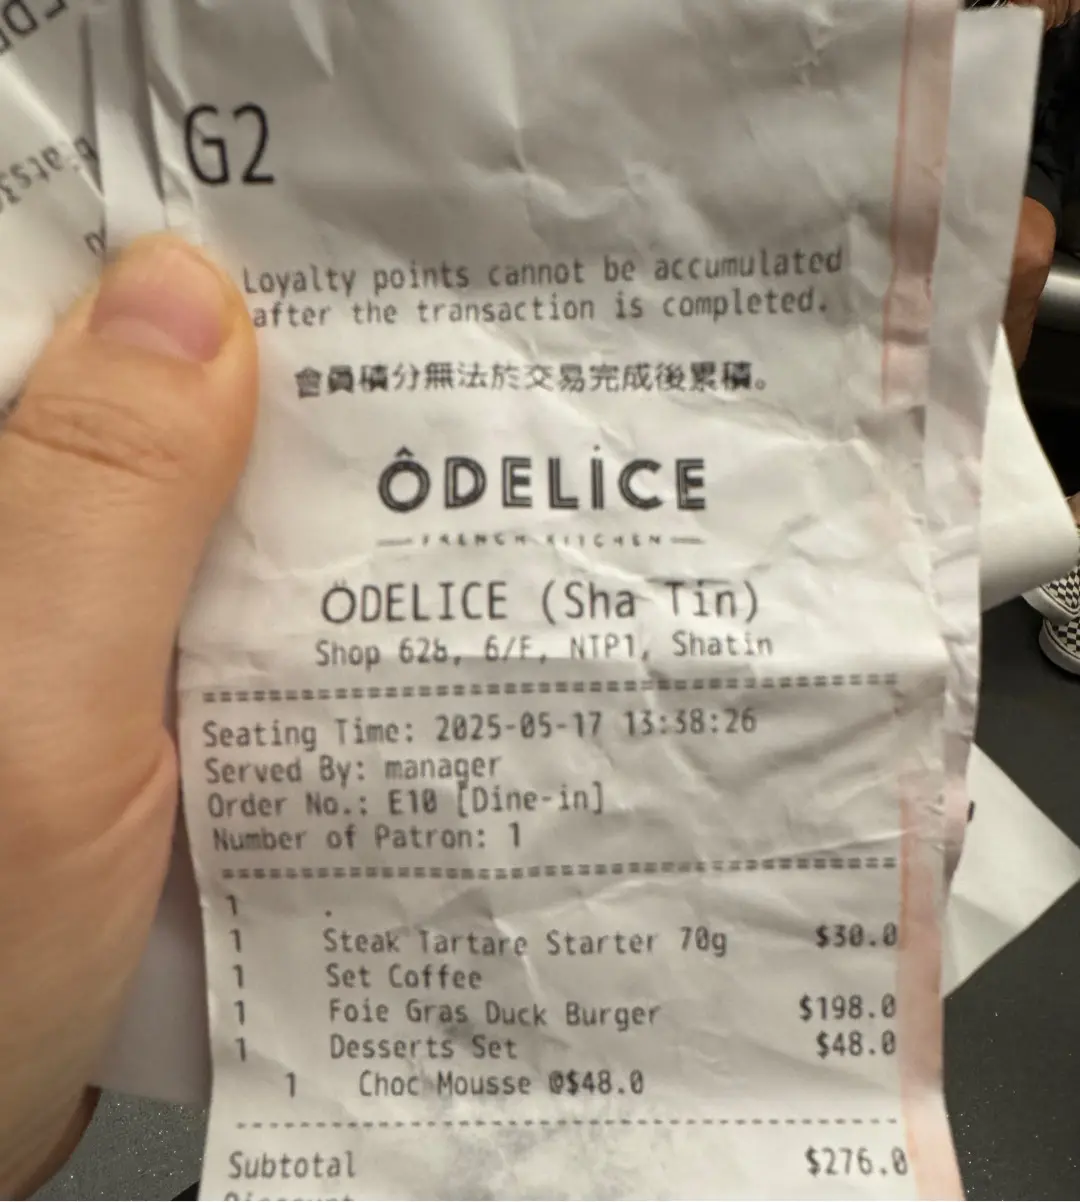 G2
Loyalty points cannot be accumulated
after the transaction is completed.
會員積分無法於交易完成後累積。
ÔDELİCE
FRENCH KITCHEN
ÖDELICE (Sha Tin)
Shop 628, 6/F, NTP1, Shatin
========================================
Seating Time: 2025-05-17 13:38:26
Served By: manager
Order No.: E10 [Dine-in]
Number of Patron: 1
========================================
1 .
1 Steak Tartare Starter 70g $30.0
1 Set Coffee
1 Foie Gras Duck Burger $198.0
1 Desserts Set $48.0
1 Choc Mousse @$48.0
----------------------------------------
Subtotal $276.0